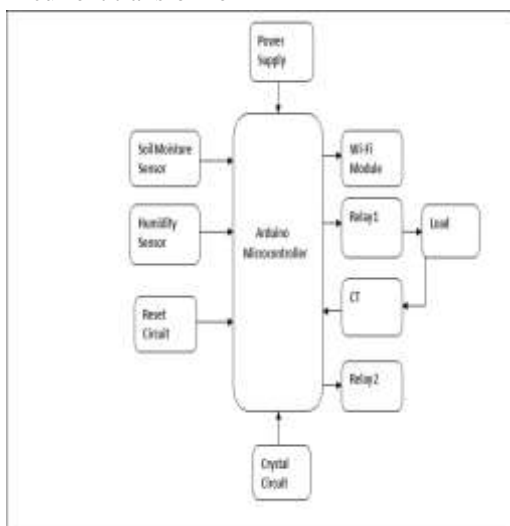 Power
Supply
Soil Moisture
Sensor
Wi-Fi
Module
Humidity
Sensor
Relay1
Load
Arduino
Microcontroller
CT
Reset
Circuit
Relay2
Crystal
Circuit